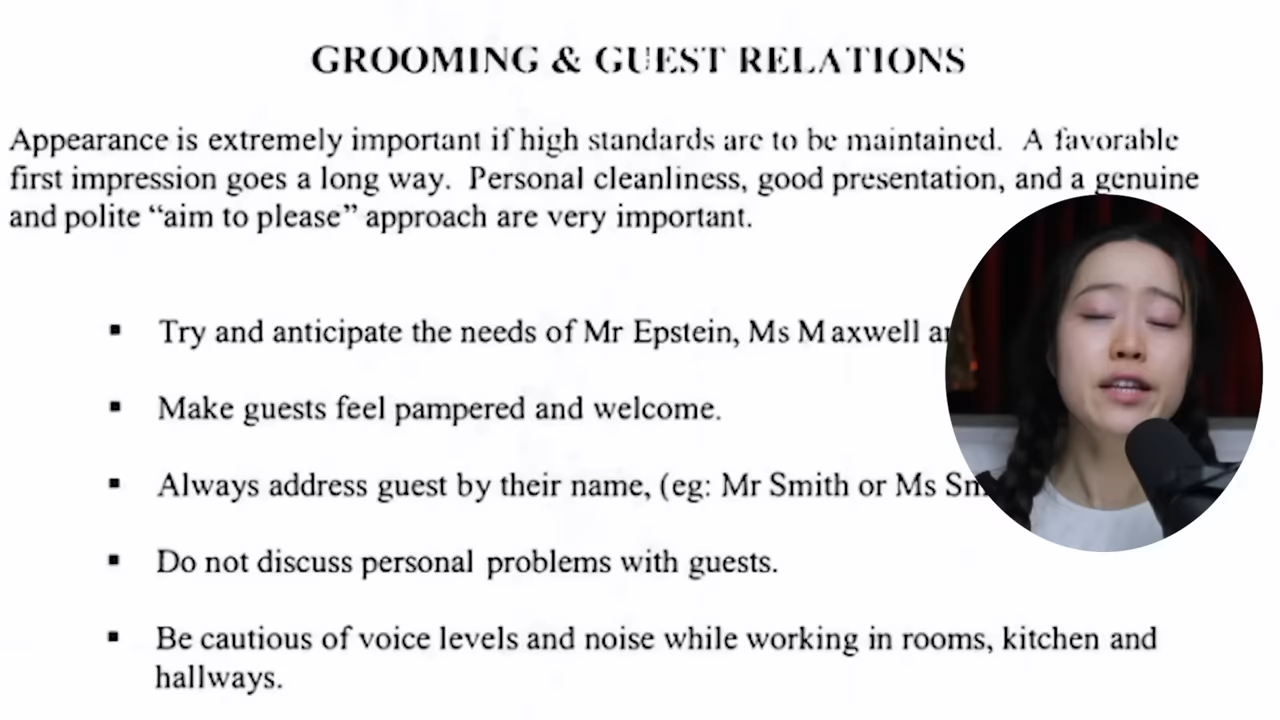 GROOMING & GUEST RELATIONS
Appearance is extremely important if high standards are to be maintained. A favorable
first impression goes a long way. Personal cleanliness, good presentation, and a genuine
and polite “aim to please” approach are very important.
▪ Try and anticipate the needs of Mr Epstein, Ms Maxwell
▪ Make guests feel pampered and welcome.
▪ Always address guest by their name, (eg: Mr Smith or Ms
▪ Do not discuss personal problems with guests.
▪ Be cautious of voice levels and noise while working in rooms, kitchen and
hallways.